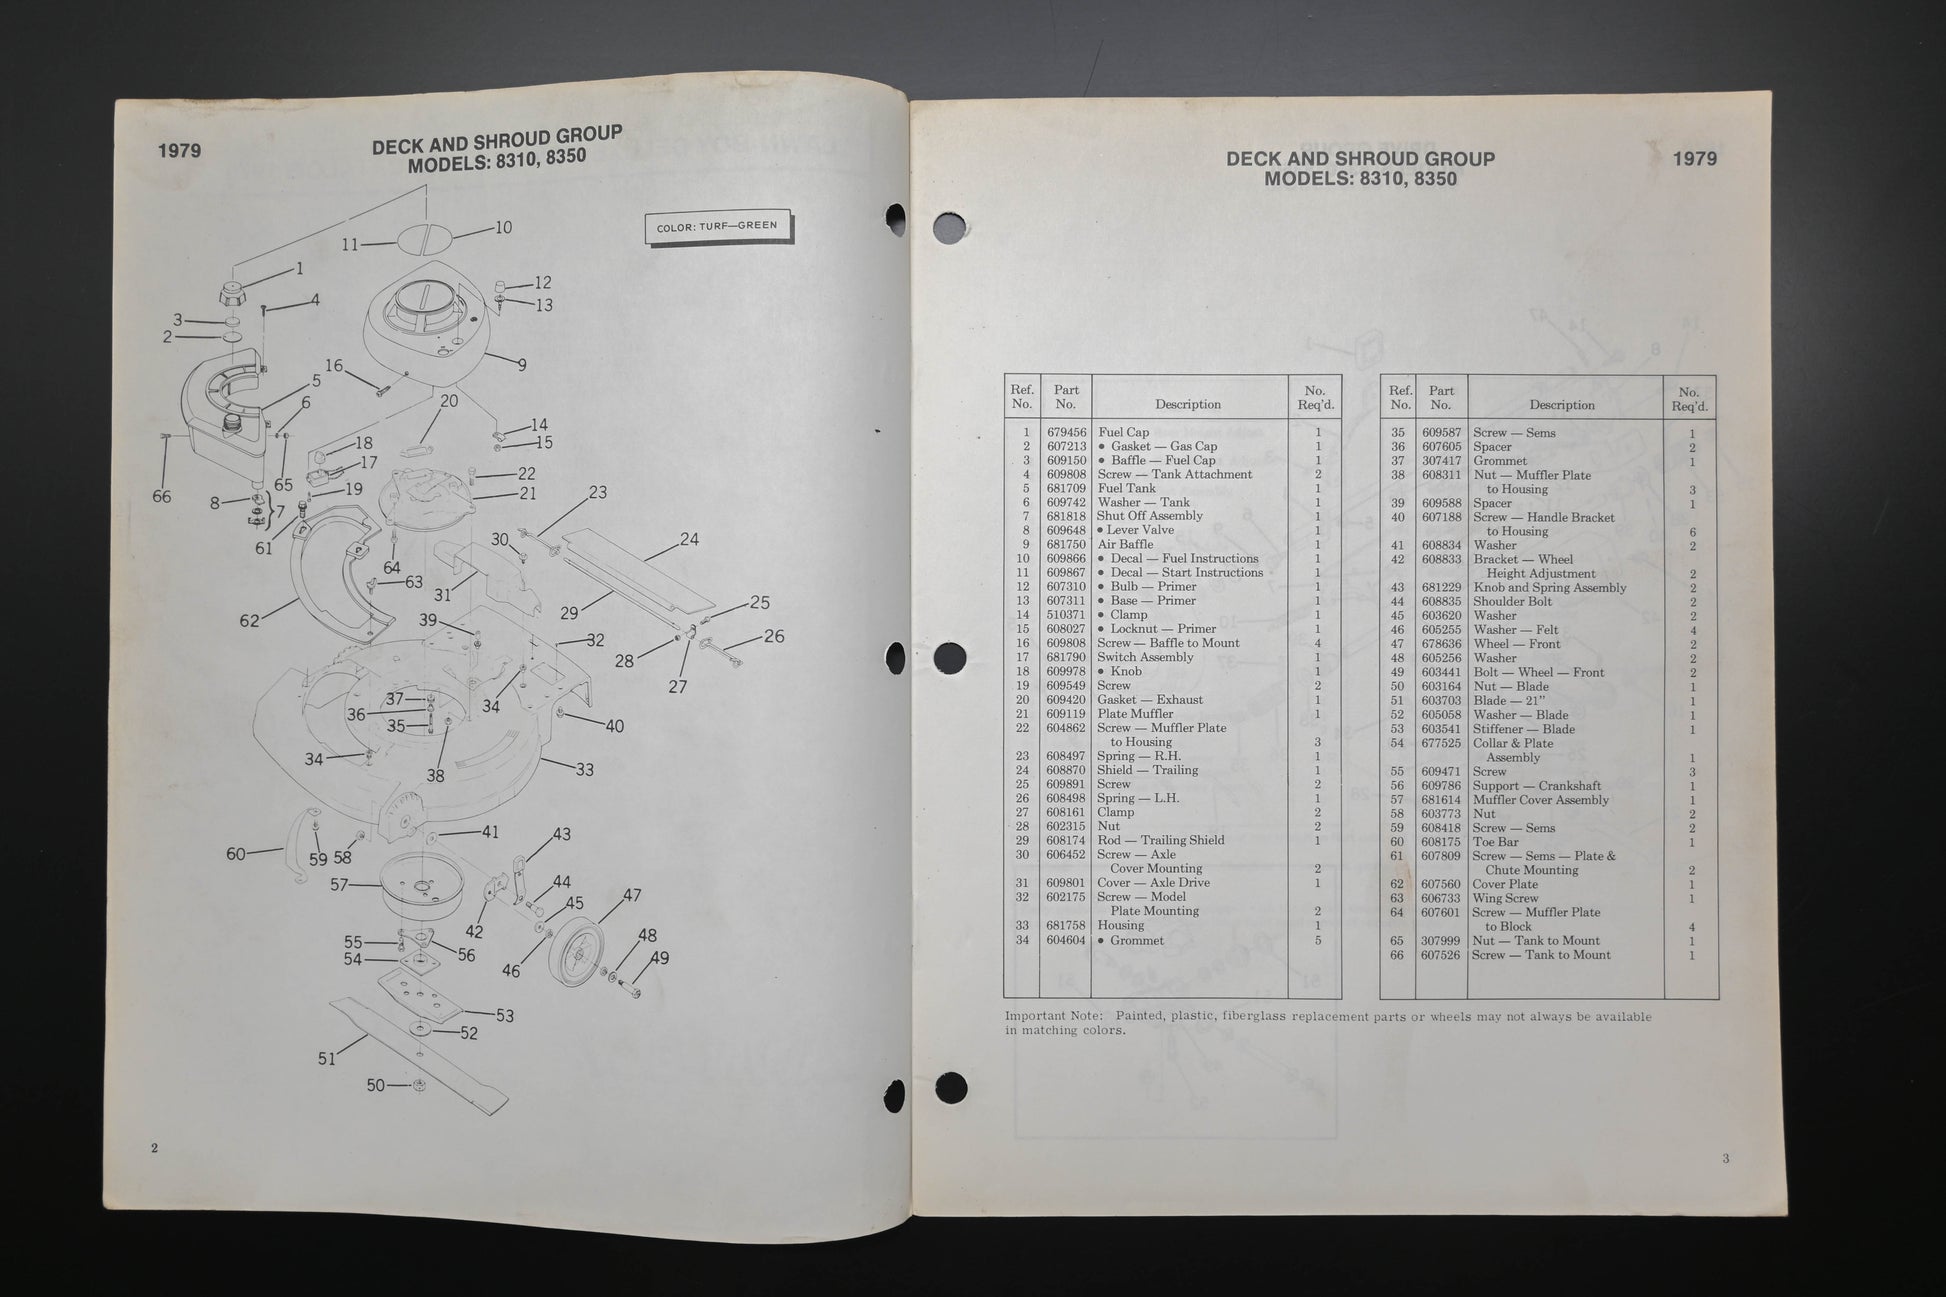 1979
DECK AND SHROUD GROUP
MODELS: 8310, 8350
COLOR: TURF—GREEN
10
11
1
12
4
13
3
2
9
16
5
20
6
14
15
18
17
22
66
65
19
21
23
8
7
30
24
61
64
63
31
25
29
62
39
26
32
28
27
37
34
36
35
40
34
38
33
41
43
60
59
58
57
44
47
45
42
48
55
56
54
46
49
53
52
51
50
2
DECK AND SHROUD GROUP
MODELS: 8310, 8350
1979
Ref. No. Part No. Description No. Req'd.
1 679456 Fuel Cap 1
2 607213 • Gasket — Gas Cap 1
3 609150 • Baffle — Fuel Cap 1
4 609808 Screw — Tank Attachment 2
5 681709 Fuel Tank 1
6 609742 Washer — Tank 1
7 681818 Shut Off Assembly 1
8 609648 • Lever Valve 1
9 681750 Air Baffle 1
10 609866 • Decal — Fuel Instructions 1
11 609867 • Decal — Start Instructions 1
12 607310 • Bulb — Primer 1
13 607311 • Base — Primer 1
14 510371 • Clamp 1
15 608027 • Locknut — Primer 1
16 609808 Screw — Baffle to Mount 4
17 681790 Switch Assembly 1
18 609978 • Knob 1
19 609549 Screw 2
20 609420 Gasket — Exhaust 1
21 609119 Plate Muffler 1
22 604862 Screw — Muffler Plate
to Housing 3
23 608497 Spring — R.H. 1
24 608870 Shield — Trailing 1
25 609891 Screw 2
26 608498 Spring — L.H. 1
27 608161 Clamp 2
28 602315 Nut 2
29 608174 Rod — Trailing Shield 1
30 606452 Screw — Axle
Cover Mounting 2
31 609801 Cover — Axle Drive 1
32 602175 Screw — Model
Plate Mounting 2
33 681758 Housing 1
34 604604 • Grommet 5
Ref. No. Part No. Description No. Req'd.
35 609587 Screw — Sems 1
36 607605 Spacer 2
37 307417 Grommet 1
38 608311 Nut — Muffler Plate
to Housing 3
39 609588 Spacer 1
40 607188 Screw — Handle Bracket
to Housing 6
41 608834 Washer 2
42 608833 Bracket — Wheel
Height Adjustment 2
43 681229 Knob and Spring Assembly 2
44 608835 Shoulder Bolt 2
45 603620 Washer 2
46 605255 Washer — Felt 4
47 678636 Wheel — Front 2
48 605256 Washer 2
49 603441 Bolt — Wheel — Front 2
50 603164 Nut — Blade 1
51 603703 Blade — 21" 1
52 605058 Washer — Blade 1
53 603541 Stiffener — Blade 1
54 677525 Collar & Plate
Assembly 1
55 609471 Screw 3
56 609786 Support — Crankshaft 1
57 681614 Muffler Cover Assembly 1
58 603773 Nut 2
59 608418 Screw — Sems 2
60 608175 Toe Bar 1
61 607809 Screw — Sems — Plate &
Chute Mounting 2
62 607560 Cover Plate 1
63 606733 Wing Screw 1
64 607601 Screw — Muffler Plate
to Block 4
65 307999 Nut — Tank to Mount 1
66 607526 Screw — Tank to Mount 1
Important Note: Painted, plastic, fiberglass replacement parts or wheels may not always be available
in matching colors.
3